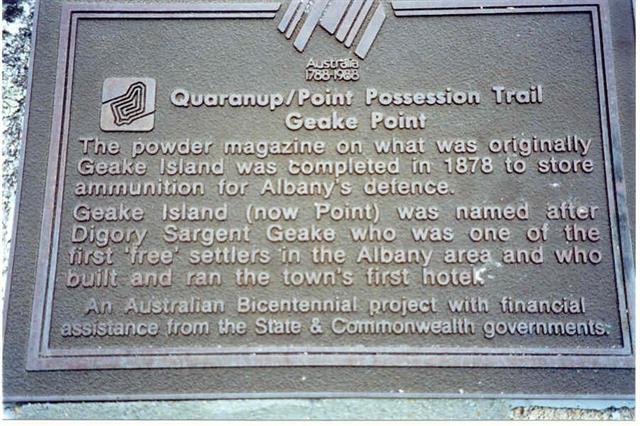 Australia
1788-1988
Quaranup/Point Possession Trail
Geake Point
The powder magazine on what was originally
Geake Island was completed in 1878 to store
ammunition for Albany's defence.
Geake Island (now Point) was named after
Digory Sargent Geake who was one of the
first 'free' settlers in the Albany area and who
built and ran the town's first hotel.
An Australian Bicentennial project with financial
assistance from the State & Commonwealth governments.